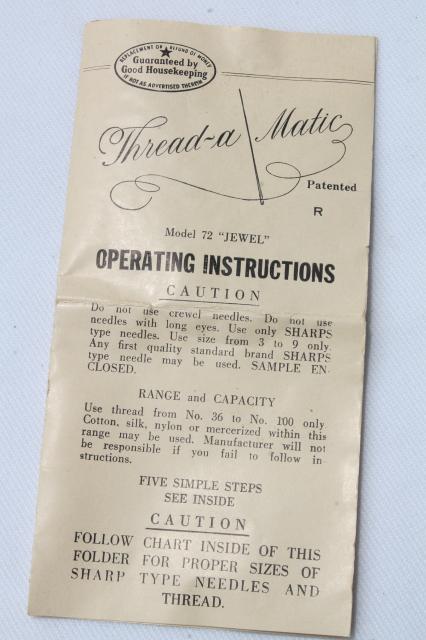 REPLACEMENT OR REFUND OF MONEY
Guaranteed by
Good Housekeeping
IF NOT AS ADVERTISED THEREIN
Thread-a Matic
Patented
R
Model 72 "JEWEL"
OPERATING INSTRUCTIONS
CAUTION
Do not use crewel needles. Do not use
needles with long eyes. Use only SHARPS
type needles. Use size from 3 to 9 only.
Any first quality standard brand SHARPS
type needle may be used. SAMPLE EN-
CLOSED.
RANGE and CAPACITY
Use thread from No. 36 to No. 100 only
Cotton, silk, nylon or mercerized within this
range may be used. Manufacturer will not
be responsible if you fail to follow in-
structions.
FIVE SIMPLE STEPS
SEE INSIDE
CAUTION
FOLLOW CHART INSIDE OF THIS
FOLDER FOR PROPER SIZES OF
SHARP TYPE NEEDLES AND
THREAD.